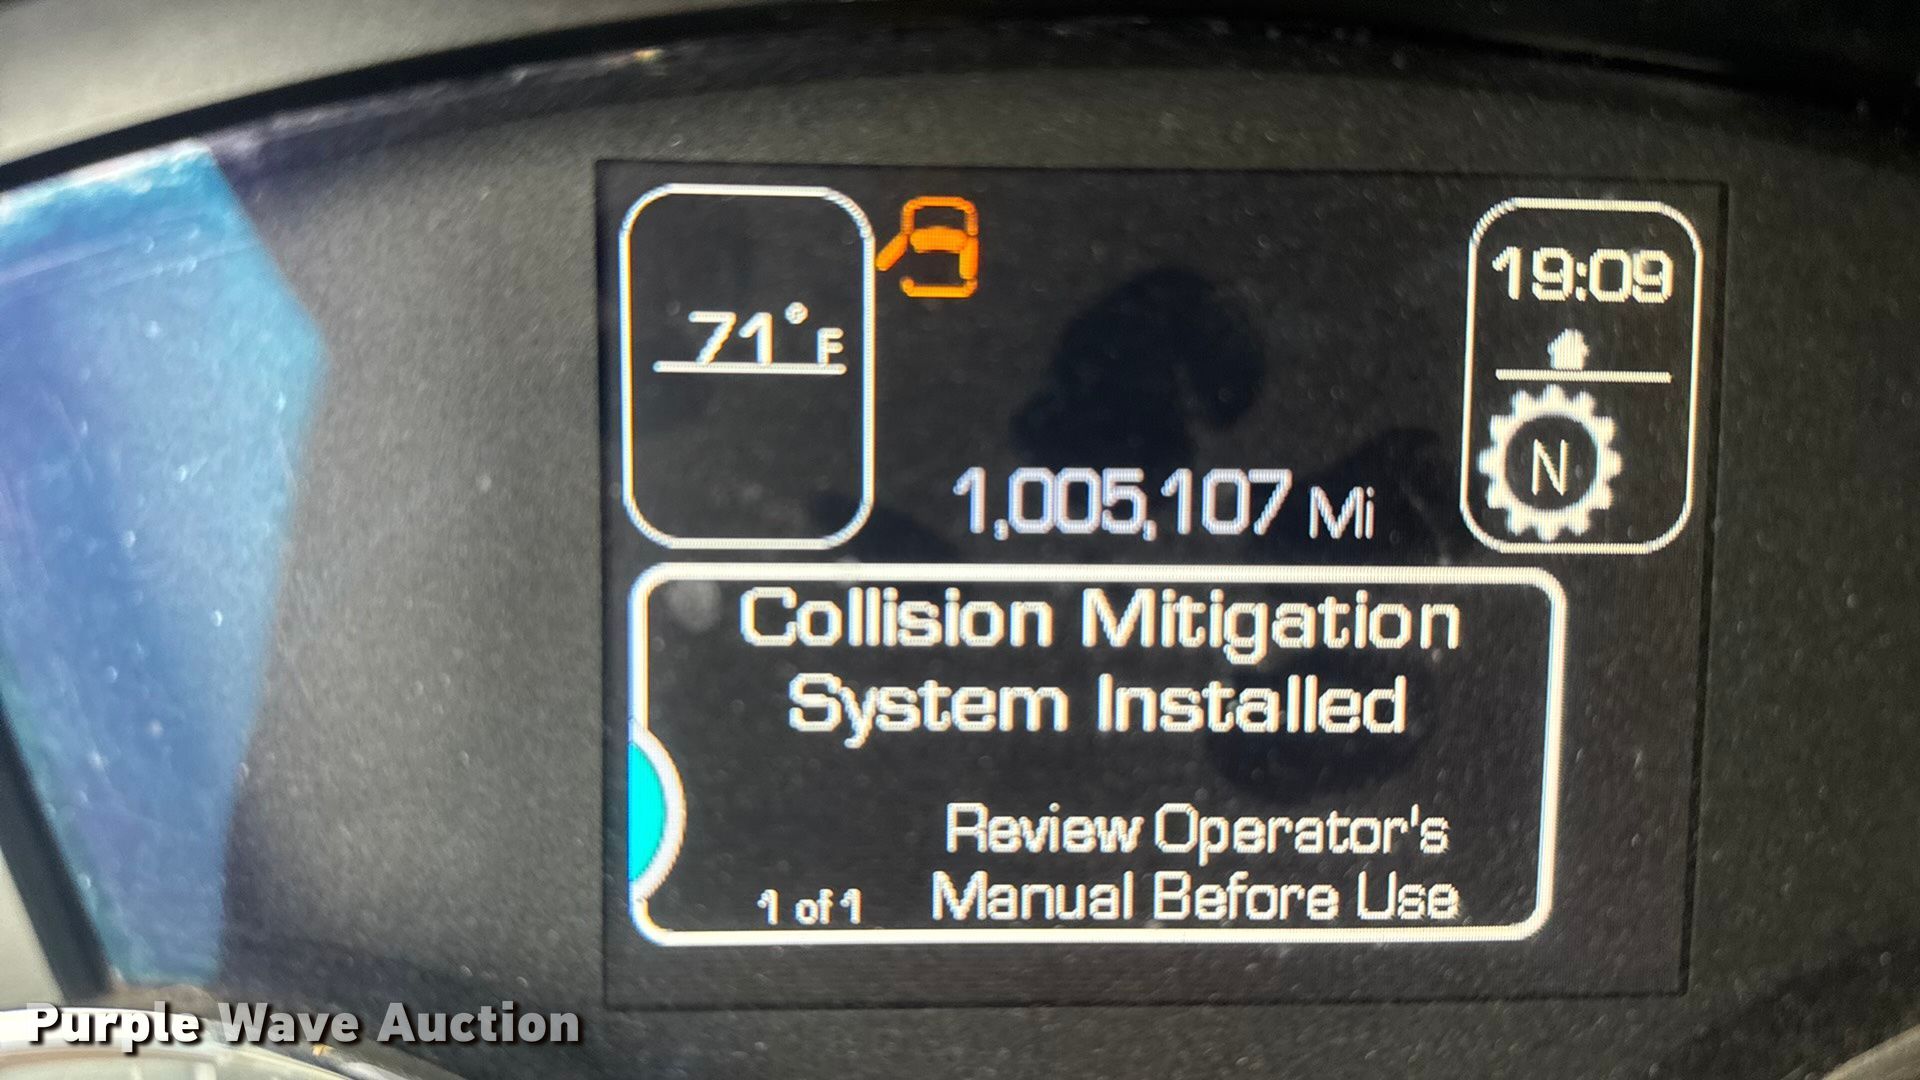 71°F
19:09
N
1,005,107 Mi
Collision Mitigation
System Installed
Review Operator's
Manual Before Use
1 of 1
Purple Wave Auction